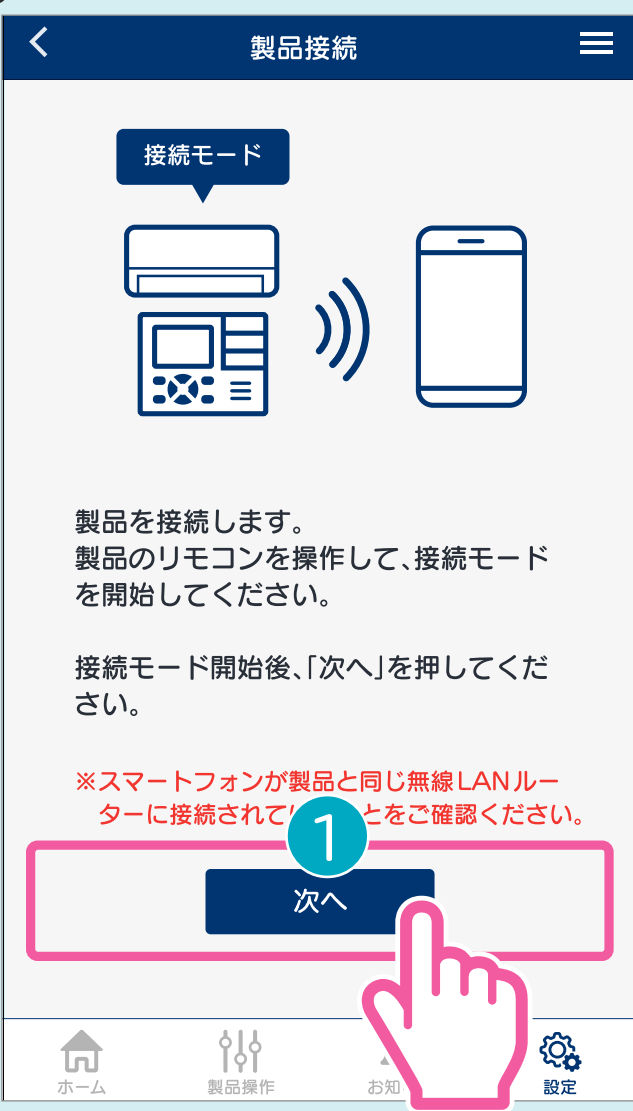 製品接続
接続モード
製品を接続します。
製品のリモコンを操作して、接続モード
を開始してください。
接続モード開始後、「次へ」を押してくだ
さい。
※スマートフォンが製品と同じ無線LANルー
ターに接続されて とをご確認ください。
1
次へ
ホーム
製品操作
お知
設定